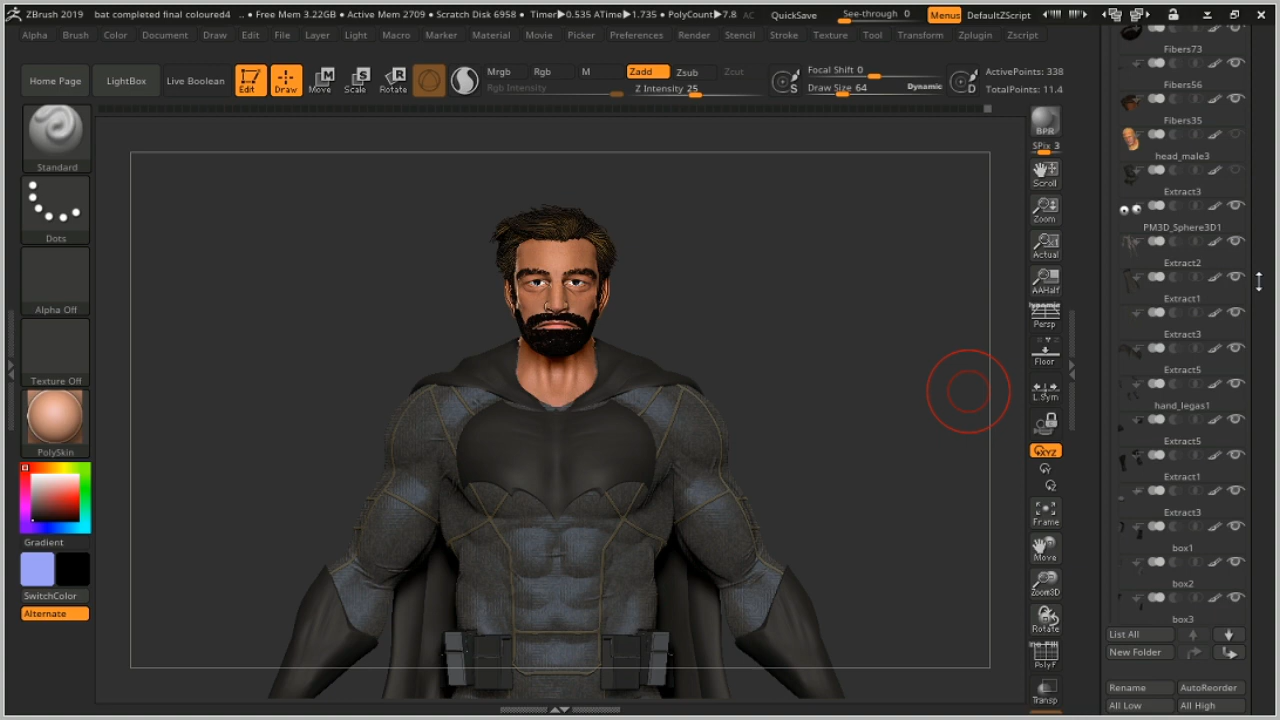 ZBrush 2019 bat completed final coloured4 .. • Free Mem 3.22GB • Active Mem 2709 • Scratch Disk 6958 • Timer▶0.535 ATime▶1.735 • PolyCount▶7.8 AC QuickSave See-through 0 Menus DefaultZScript
Alpha Brush Color Document Draw Edit File Layer Light Macro Marker Material Movie Picker Preferences Render Stencil Stroke Texture Tool Transform Zplugin Zscript
Home Page LightBox Live Boolean Edit Draw Move Scale Rotate
Mrgb Rgb M Zadd Zsub Zcut
Rgb Intensity Z Intensity 25
S Focal Shift 0
Draw Size 64 Dynamic D
ActivePoints: 338
TotalPoints: 11.4
Standard
Dots
Alpha Off
Texture Off
PolySkin
Gradient
SwitchColor
Alternate
BPR
SPix 3
Scroll
Zoom
Actual
AAHalf
Persp
Floor
L.Sym
XYZ
Y
Z
Frame
Move
Zoom3D
Rotate
PolyF
Transp
Fibers73
Fibers56
Fibers35
head_male3
Extract3
PM3D_Sphere3D1
Extract2
Extract1
Extract3
Extract5
hand_legas1
Extract5
Extract1
Extract3
box1
box2
box3
List All
New Folder
Rename AutoReorder
All Low All High